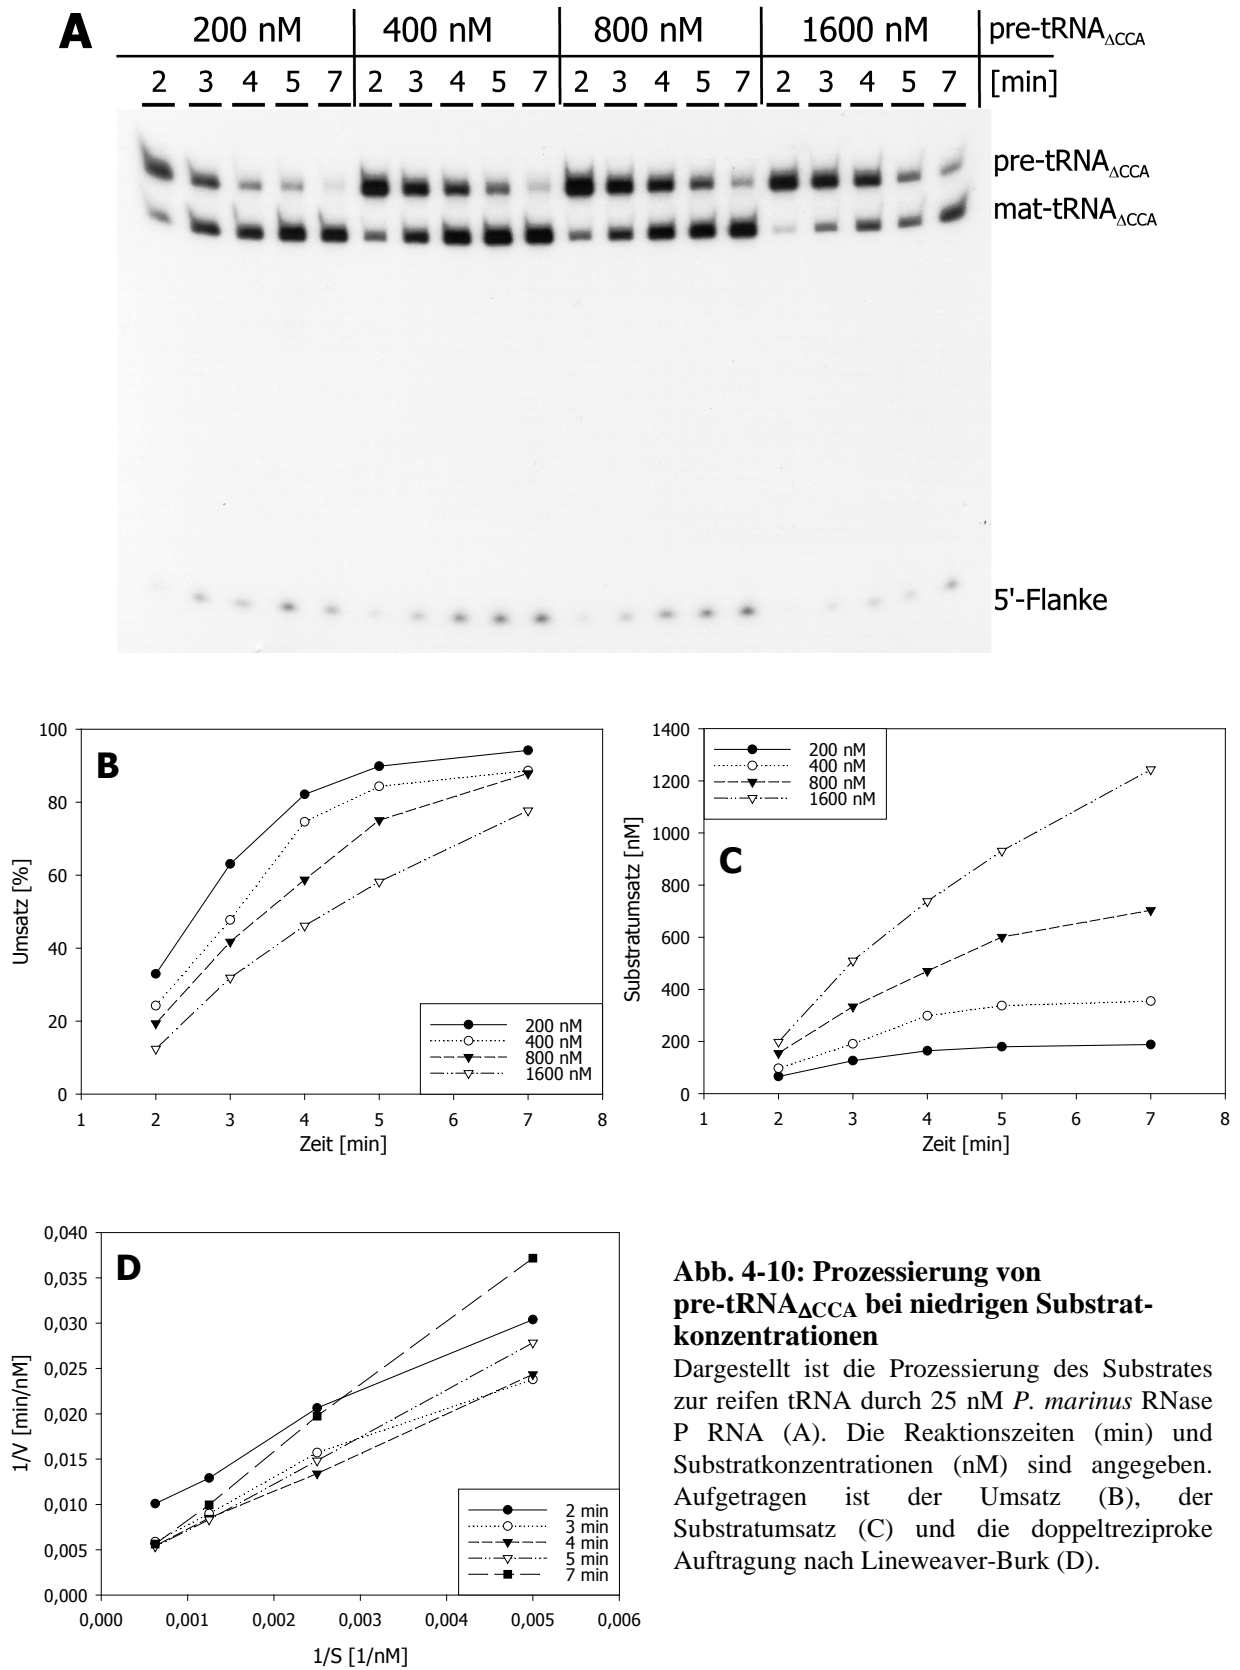 A
200 nM 400 nM 800 nM 1600 nM pre-tRNAΔCCA
2 3 4 5 7 2 3 4 5 7 2 3 4 5 7 2 3 4 5 7 [min]
pre-tRNAΔCCA
mat-tRNAΔCCA
5'-Flanke
B
Umsatz [%]
100
80
60
40
20
0
1 2 3 4 5 6 7 8
Zeit [min]
200 nM
400 nM
800 nM
1600 nM
C
Substratumsatz [nM]
1400
1200
1000
800
600
400
200
0
1 2 3 4 5 6 7 8
Zeit [min]
200 nM
400 nM
800 nM
1600 nM
D
1/V [min/nM]
0,040
0,035
0,030
0,025
0,020
0,015
0,010
0,005
0,000
0,000 0,001 0,002 0,003 0,004 0,005 0,006
1/S [1/nM]
2 min
3 min
4 min
5 min
7 min
Abb. 4-10: Prozessierung von
pre-tRNAΔCCA bei niedrigen Substrat-
konzentrationen
Dargestellt ist die Prozessierung des Substrates
zur reifen tRNA durch 25 nM P. marinus RNase
P RNA (A). Die Reaktionszeiten (min) und
Substratkonzentrationen (nM) sind angegeben.
Aufgetragen ist der Umsatz (B), der
Substratumsatz (C) und die doppeltreziproke
Auftragung nach Lineweaver-Burk (D).